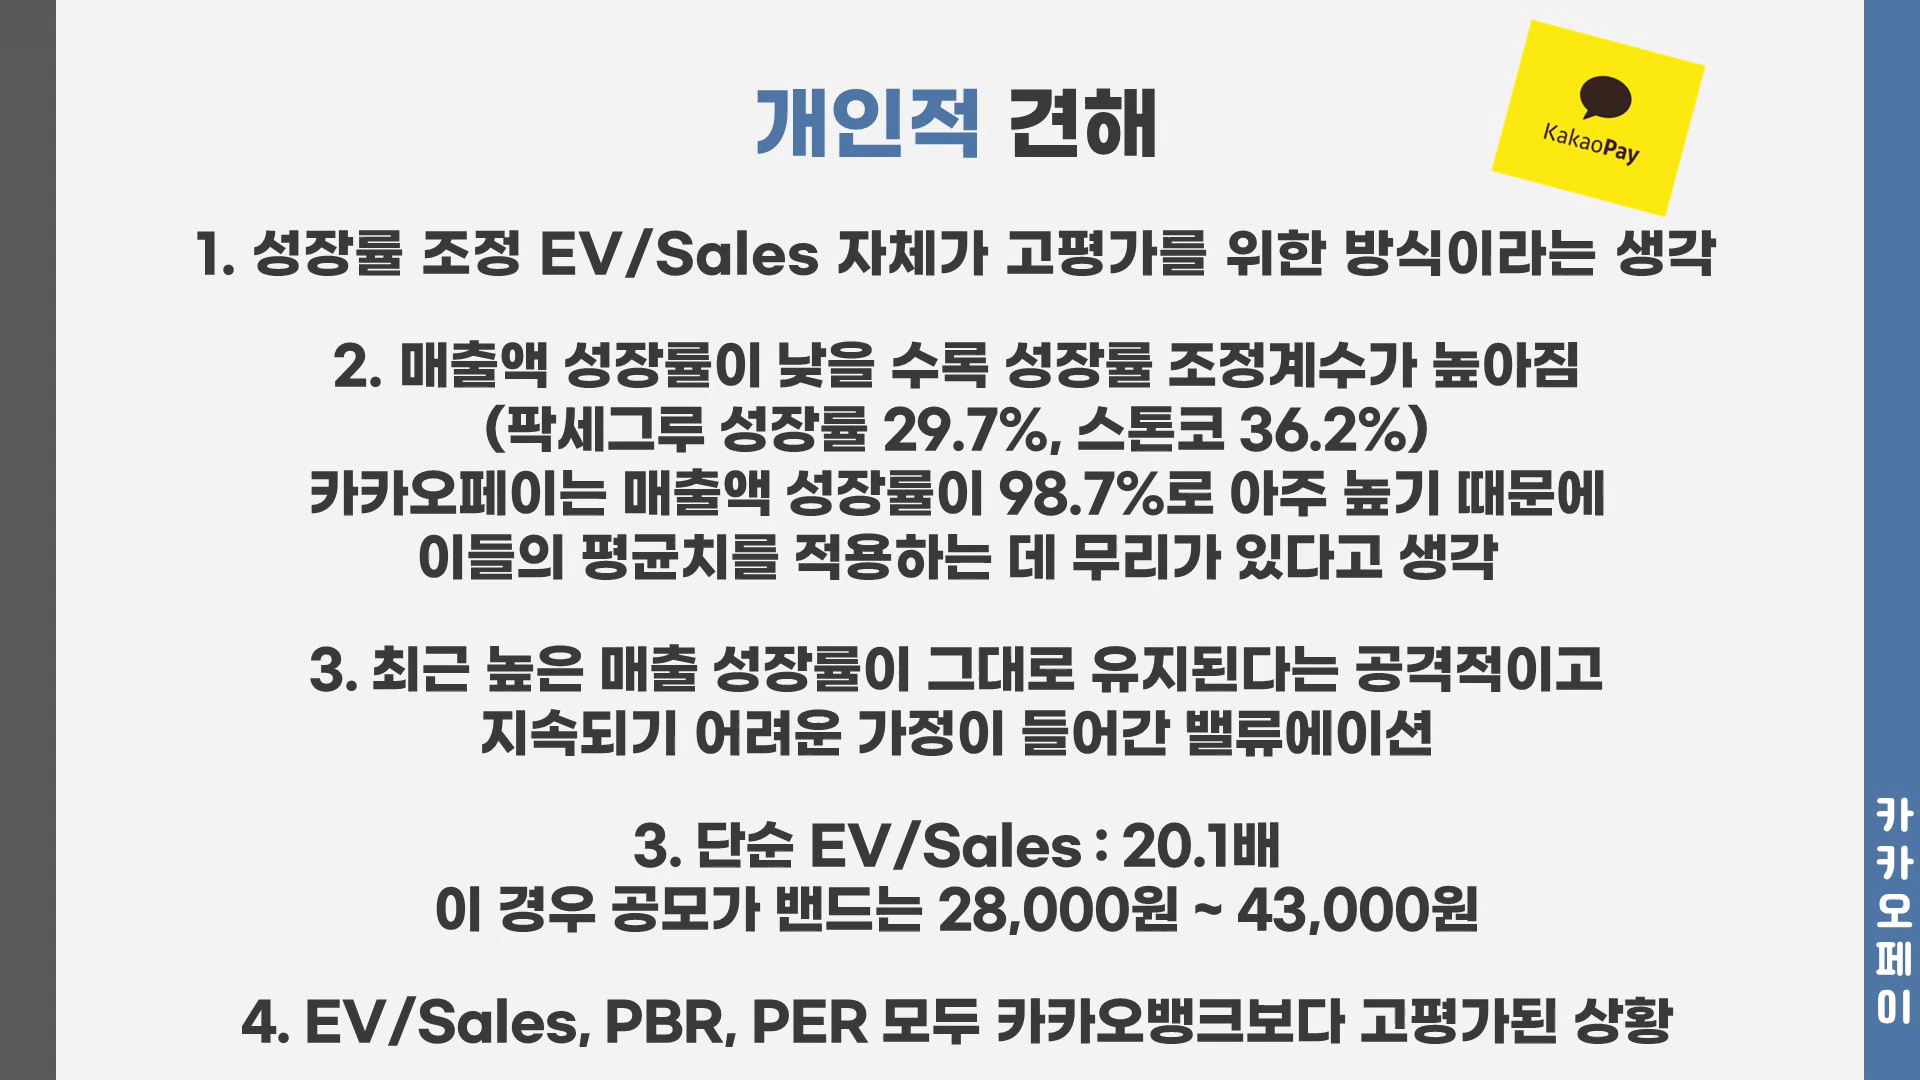 개인적 견해
KakaoPay
1. 성장률 조정 EV/Sales 자체가 고평가를 위한 방식이라는 생각
2. 매출액 성장률이 낮을 수록 성장률 조정계수가 높아짐
(팍세그루 성장률 29.7%, 스톤코 36.2%)
카카오페이는 매출액 성장률이 98.7%로 아주 높기 때문에
이들의 평균치를 적용하는 데 무리가 있다고 생각
3. 최근 높은 매출 성장률이 그대로 유지된다는 공격적이고
지속되기 어려운 가정이 들어간 밸류에이션
3. 단순 EV/Sales : 20.1배
이 경우 공모가 밴드는 28,000원 ~ 43,000원
4. EV/Sales, PBR, PER 모두 카카오뱅크보다 고평가된 상황
카카오페이